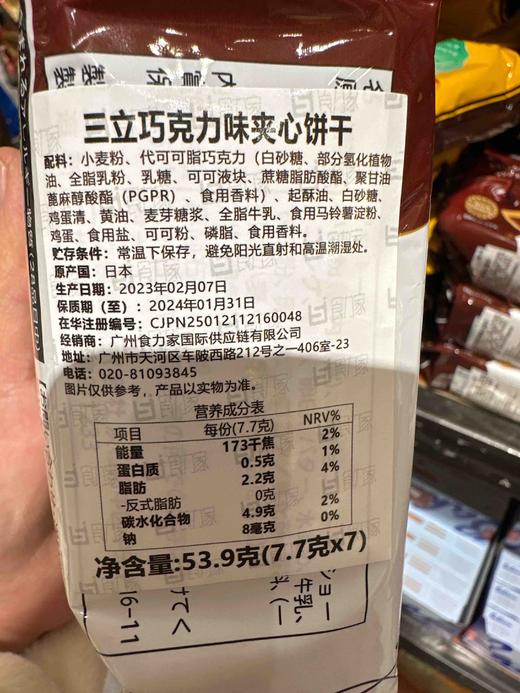 三立巧克力味夹心饼干
配料：小麦粉、代可可脂巧克力（白砂糖、部分氢化植物
油、全脂乳粉、乳糖、可可液块、蔗糖脂肪酸酯、聚甘油
蓖麻醇酸酯（PGPR）、食用香料）、起酥油、白砂糖、
鸡蛋清、黄油、麦芽糖浆、全脂牛乳、食用马铃薯淀粉、
鸡蛋、食用盐、可可粉、磷脂、食用香料。
贮存条件：常温下保存，避免阳光直射和高温潮湿处。
原产国：日本
生产日期：2023年02月07日
保质期（至）：2024年01月31日
在华注册编号：CJPN25012112160048
经销商：广州食力家国际供应链有限公司
地址：广州市天河区车陂西路212号之一406室-23
电话：020-81093845
图片仅供参考，产品以实物为准。
营养成分表
项目 每份(7.7克) NRV%
能量 173千焦 2%
蛋白质 0.5克 1%
脂肪 2.2克 4%
-反式脂肪 0克
碳水化合物 4.9克 2%
钠 8毫克 0%
净含量:53.9克(7.7克x7)
16-11